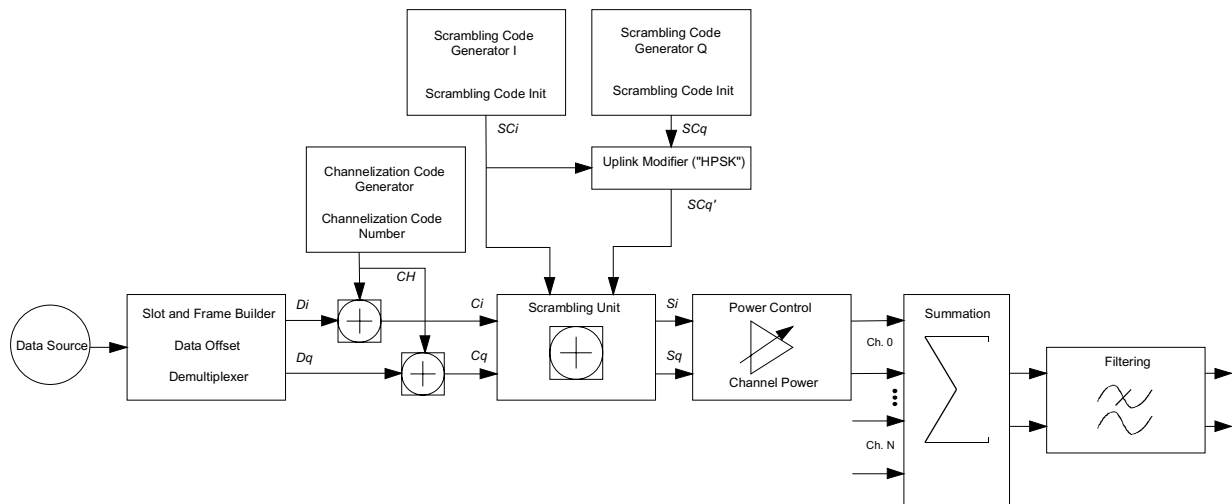 Scrambling Code
Generator I
Scrambling Code Init
Scrambling Code
Generator Q
Scrambling Code Init
SCi
SCq
Uplink Modifier ("HPSK")
SCq'
Channelization Code
Generator
Channelization Code
Number
CH
Data Source
Slot and Frame Builder
Data Offset
Demultiplexer
Di
Dq
Ci
Cq
Scrambling Unit
Si
Sq
Power Control
Channel Power
Ch. 0
Ch. N
Summation
Filtering